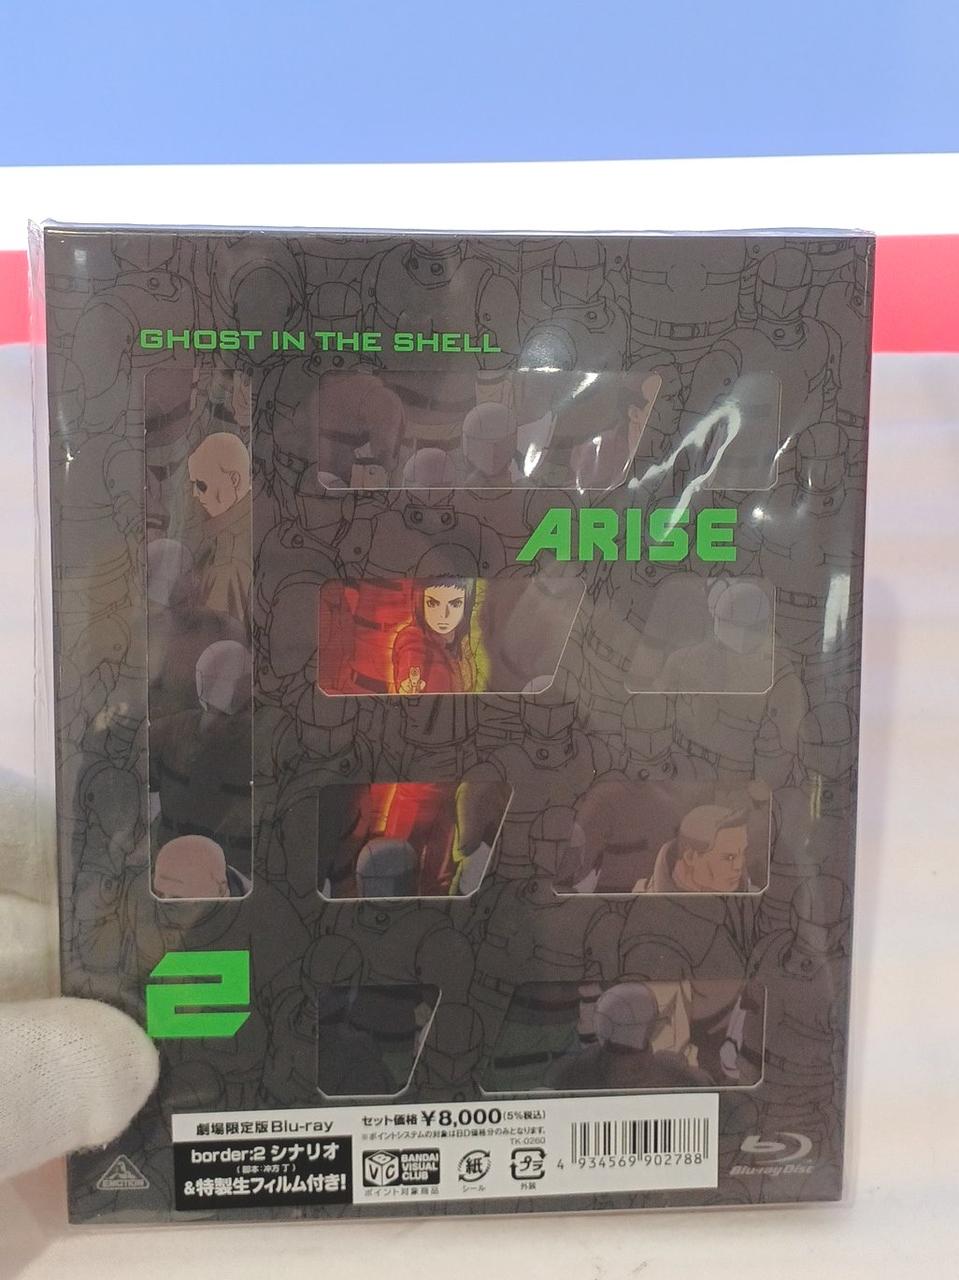 GHOST IN THE SHELL
ARISE
2
劇場限定版Blu-ray
border:2 シナリオ
(脚本:冲方 丁)
&特製生フィルム付き!
セット価格 ¥8,000(5%税込)
※ポイントシステムの対象はBD価格分のみとなります。
TK-0260
BVC
BANDAI
VISUAL
CLUB
ポイント対象商品
紙
シール
プラ
外装
4 934569 902788
EMOTION
Blu-ray Disc